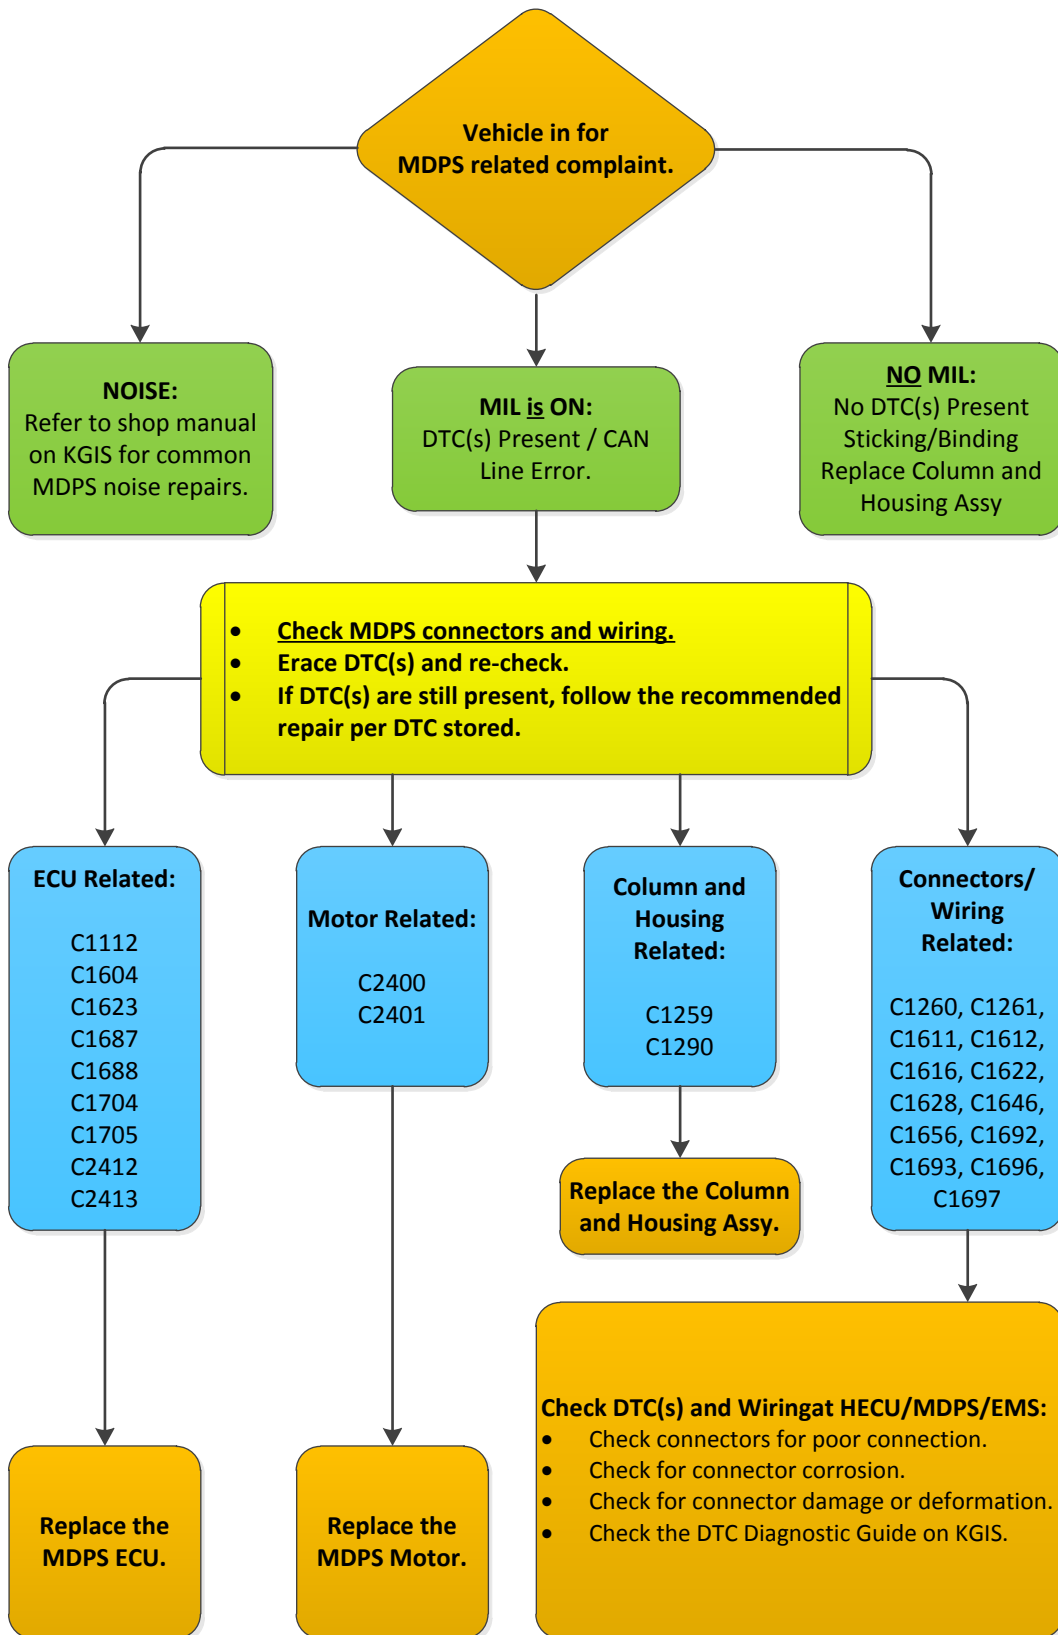 Vehicle in for
MDPS related complaint.
NOISE:
Refer to shop manual
on KGIS for common
MDPS noise repairs.
MIL is ON:
DTC(s) Present / CAN
Line Error.
NO MIL:
No DTC(s) Present
Sticking/Binding
Replace Column and
Housing Assy
• Check MDPS connectors and wiring.
• Erace DTC(s) and re-check.
• If DTC(s) are still present, follow the recommended
repair per DTC stored.
ECU Related:
C1112
C1604
C1623
C1687
C1688
C1704
C1705
C2412
C2413
Motor Related:
C2400
C2401
Column and
Housing
Related:
C1259
C1290
Connectors/
Wiring
Related:
C1260, C1261,
C1611, C1612,
C1616, C1622,
C1628, C1646,
C1656, C1692,
C1693, C1696,
C1697
Replace the
MDPS ECU.
Replace the
MDPS Motor.
Replace the Column
and Housing Assy.
Check DTC(s) and Wiringat HECU/MDPS/EMS:
• Check connectors for poor connection.
• Check for connector corrosion.
• Check for connector damage or deformation.
• Check the DTC Diagnostic Guide on KGIS.